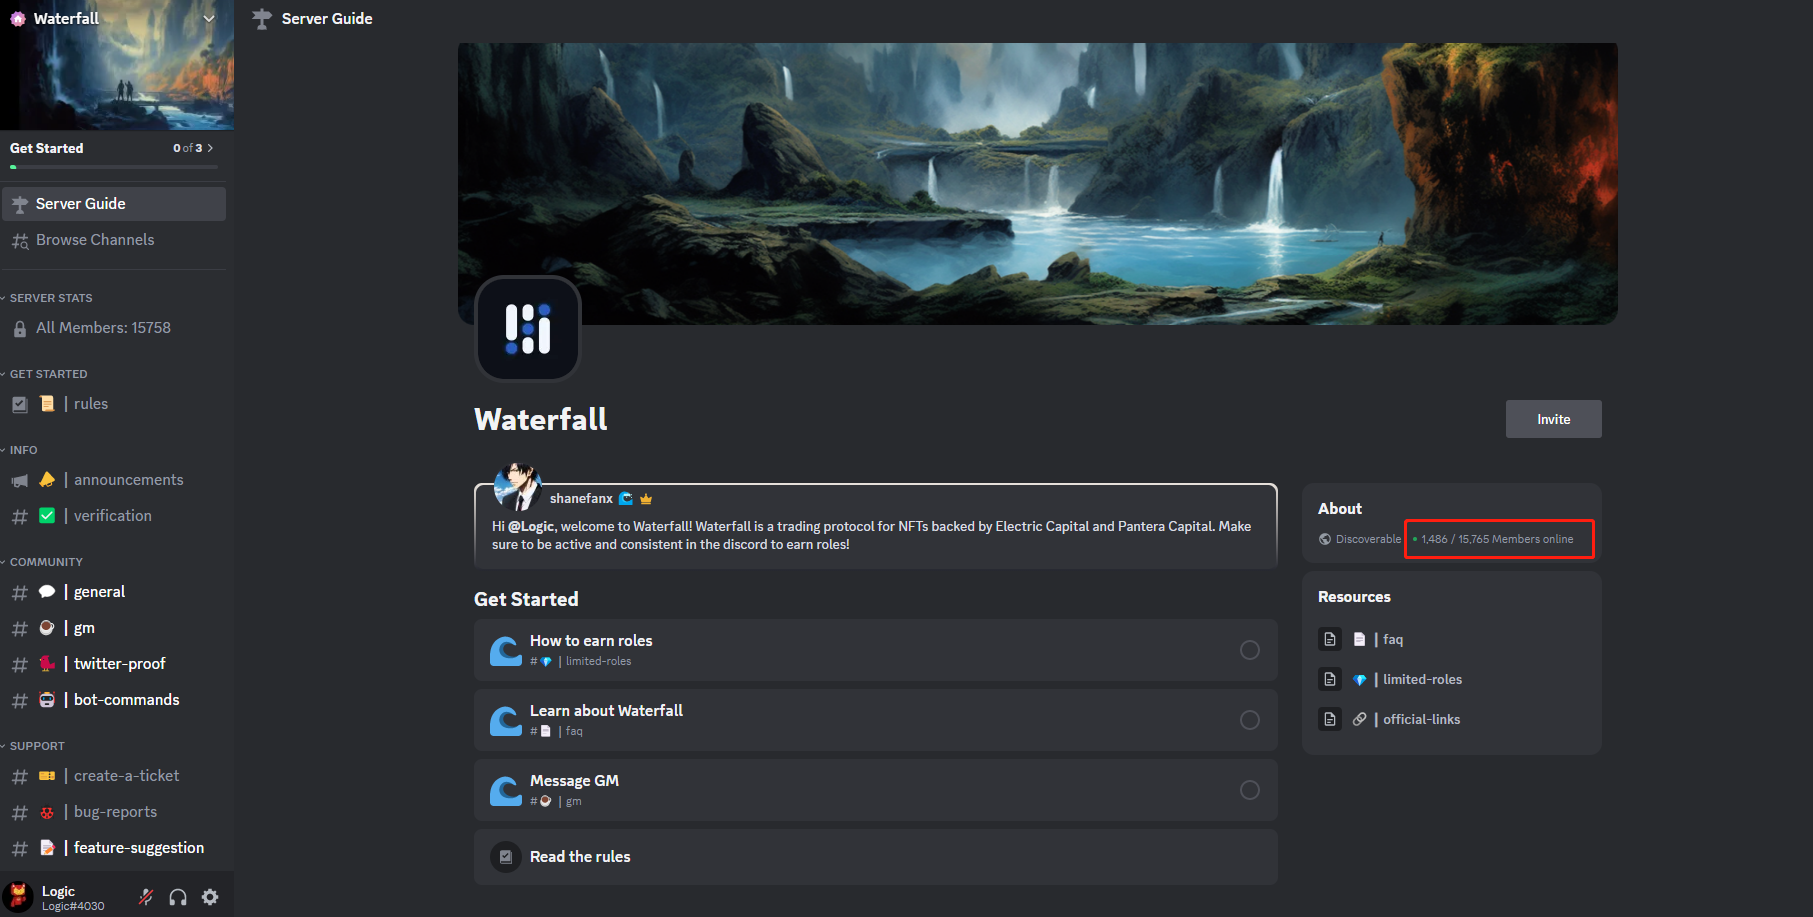 Waterfall
Get Started
0 of 3
Server Guide
Browse Channels
SERVER STATS
All Members: 15758
GET STARTED
| rules
INFO
| announcements
| verification
COMMUNITY
| general
| gm
| twitter-proof
| bot-commands
SUPPORT
| create-a-ticket
| bug-reports
| feature-suggestion
Logic
Logic#4030
Server Guide
Waterfall
Invite
shanefanx
Hi @Logic, welcome to Waterfall! Waterfall is a trading protocol for NFTs backed by Electric Capital and Pantera Capital. Make
sure to be active and consistent in the discord to earn roles!
Get Started
How to earn roles
# | limited-roles
Learn about Waterfall
# | faq
Message GM
# | gm
Read the rules
About
Discoverable • 1,486 / 15,765 Members online
Resources
| faq
| limited-roles
| official-links